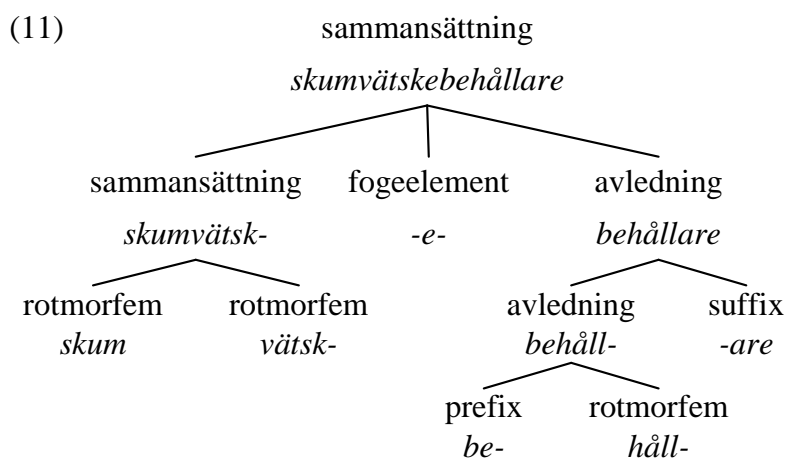 (11) sammansättning
skumvätskebehållare
sammansättning fogeelement avledning
skumvätsk- -e- behållare
rotmorfem rotmorfem avledning suffix
skum vätsk- behåll- -are
prefix rotmorfem
be- håll-